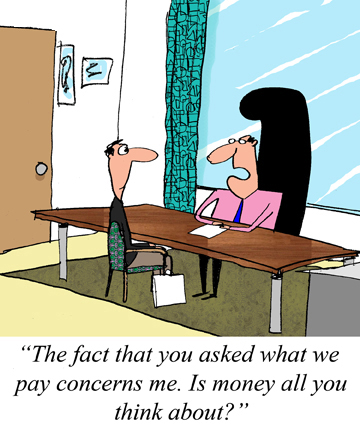 “The fact that you asked what we
pay concerns me. Is money all you
think about?”